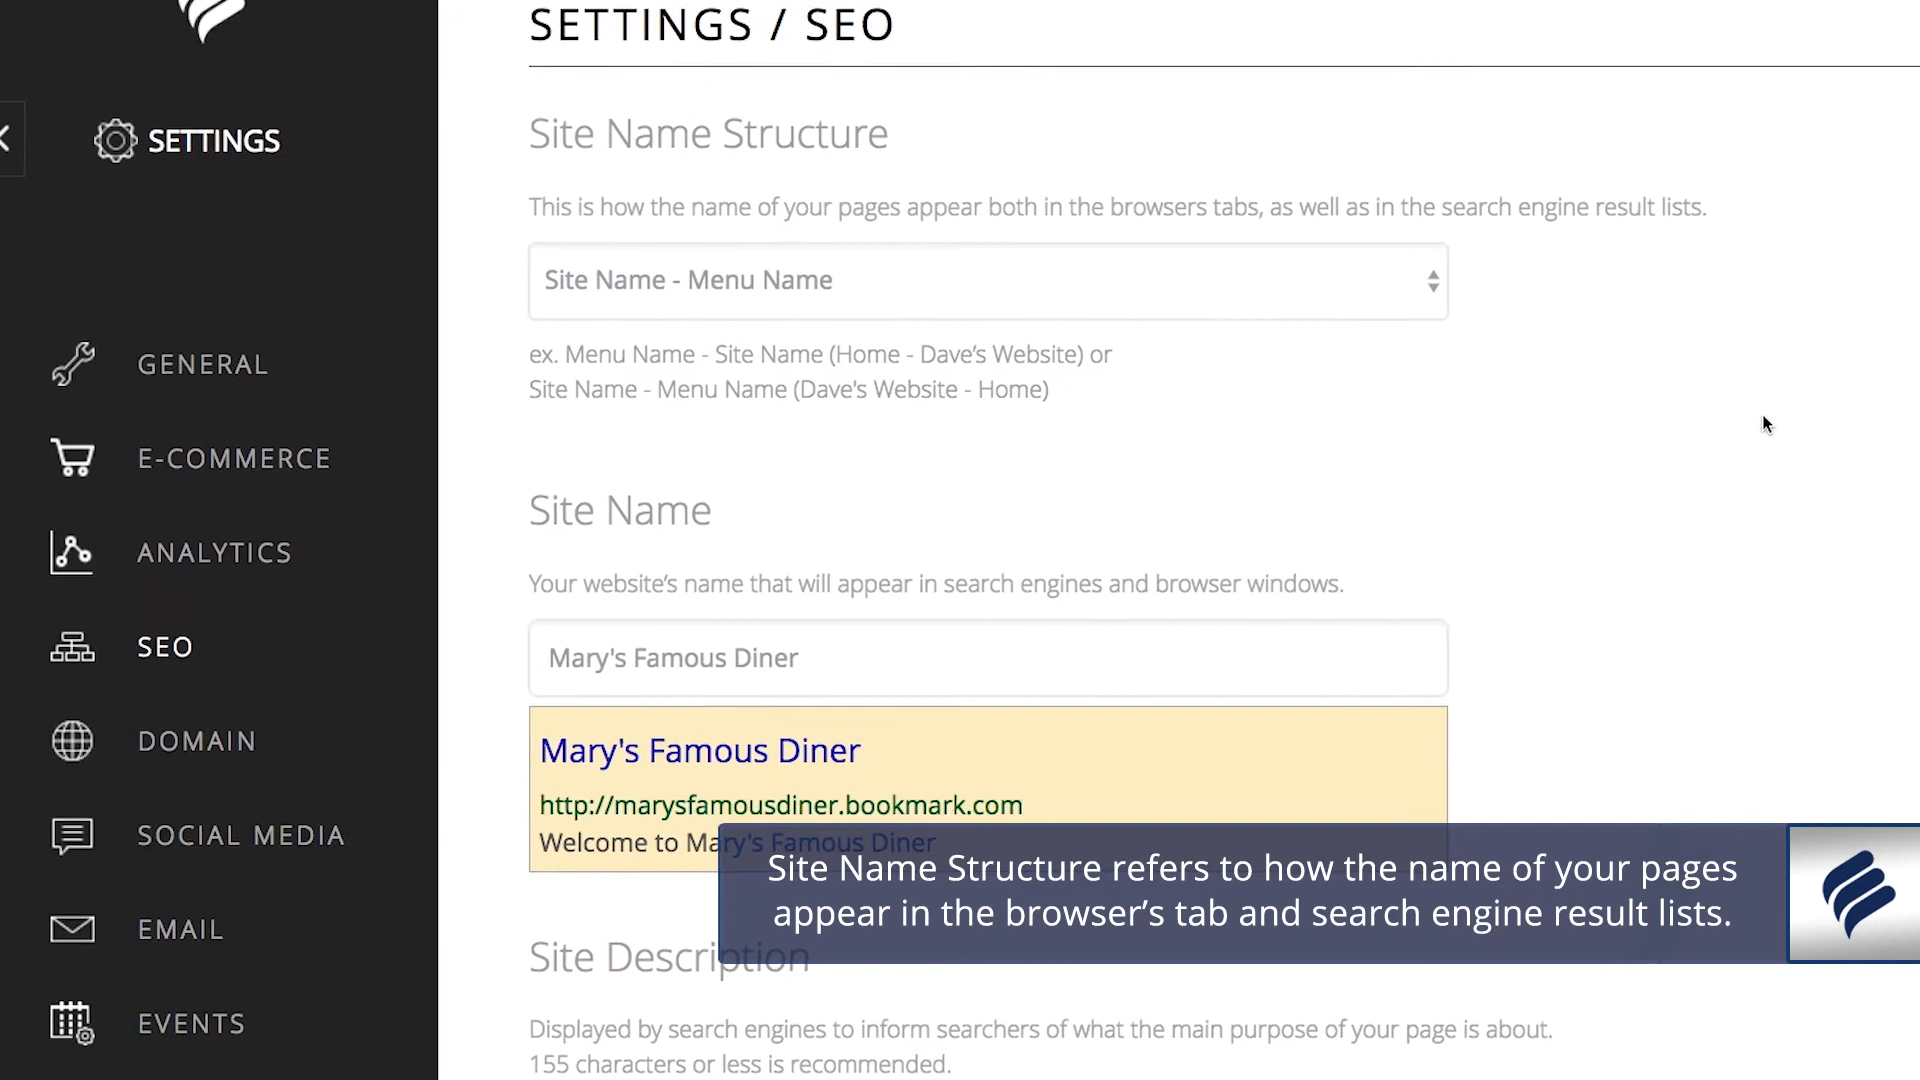 SETTINGS / SEO
SETTINGS
GENERAL
E-COMMERCE
ANALYTICS
SEO
DOMAIN
SOCIAL MEDIA
EMAIL
EVENTS
Site Name Structure
This is how the name of your pages appear both in the browsers tabs, as well as in the search engine result lists.
Site Name - Menu Name
ex. Menu Name - Site Name (Home - Dave’s Website) or
Site Name - Menu Name (Dave's Website - Home)
Site Name
Your website’s name that will appear in search engines and browser windows.
Mary's Famous Diner
Mary's Famous Diner
http://marysfamousdiner.bookmark.com
Welcome to Mary's Famous Diner
Site Name Structure refers to how the name of your pages
appear in the browser’s tab and search engine result lists.
Site Description
Displayed by search engines to inform searchers of what the main purpose of your page is about.
155 characters or less is recommended.